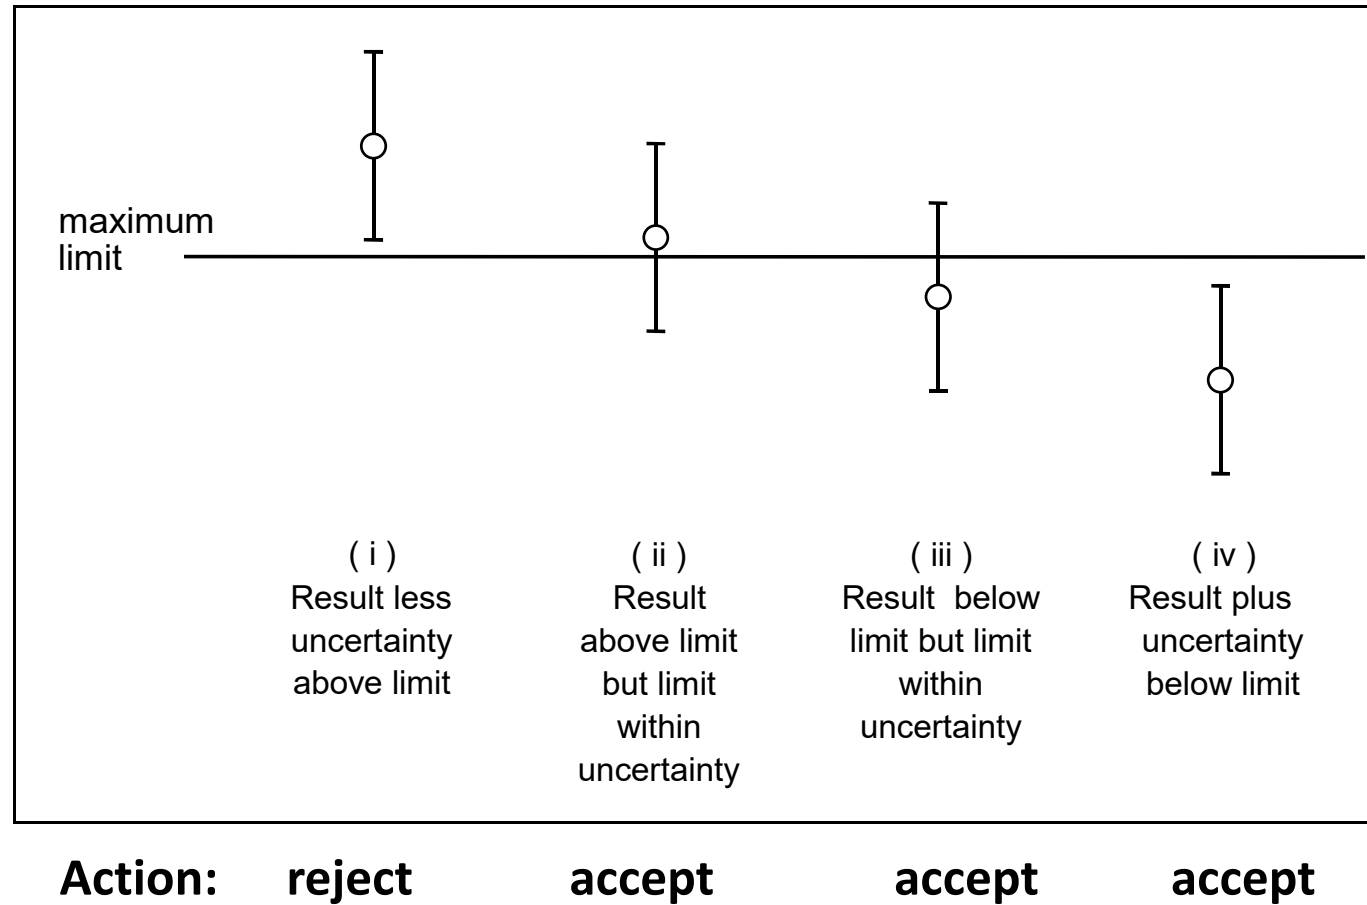 maximum
limit
( i )
Result less
uncertainty
above limit
( ii )
Result
above limit
but limit
within
uncertainty
( iii )
Result below
limit but limit
within
uncertainty
( iv )
Result plus
uncertainty
below limit
Action: reject accept accept accept